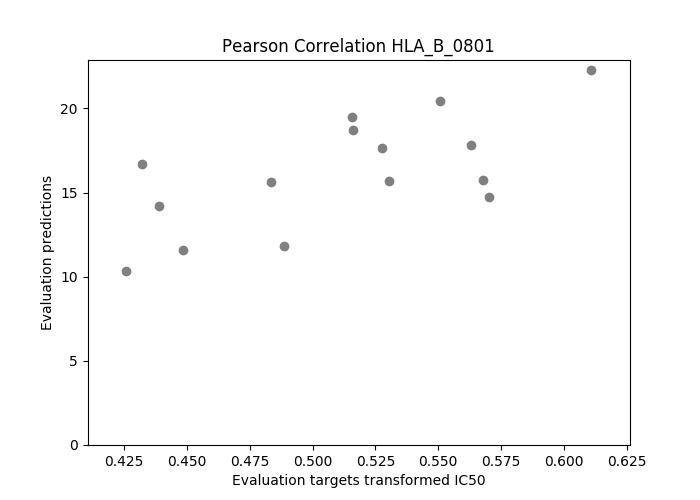 Pearson Correlation HLA_B_0801
20
15
10
5
0
Evaluation predictions
0.425 0.450 0.475 0.500 0.525 0.550 0.575 0.600 0.625
Evaluation targets transformed IC50